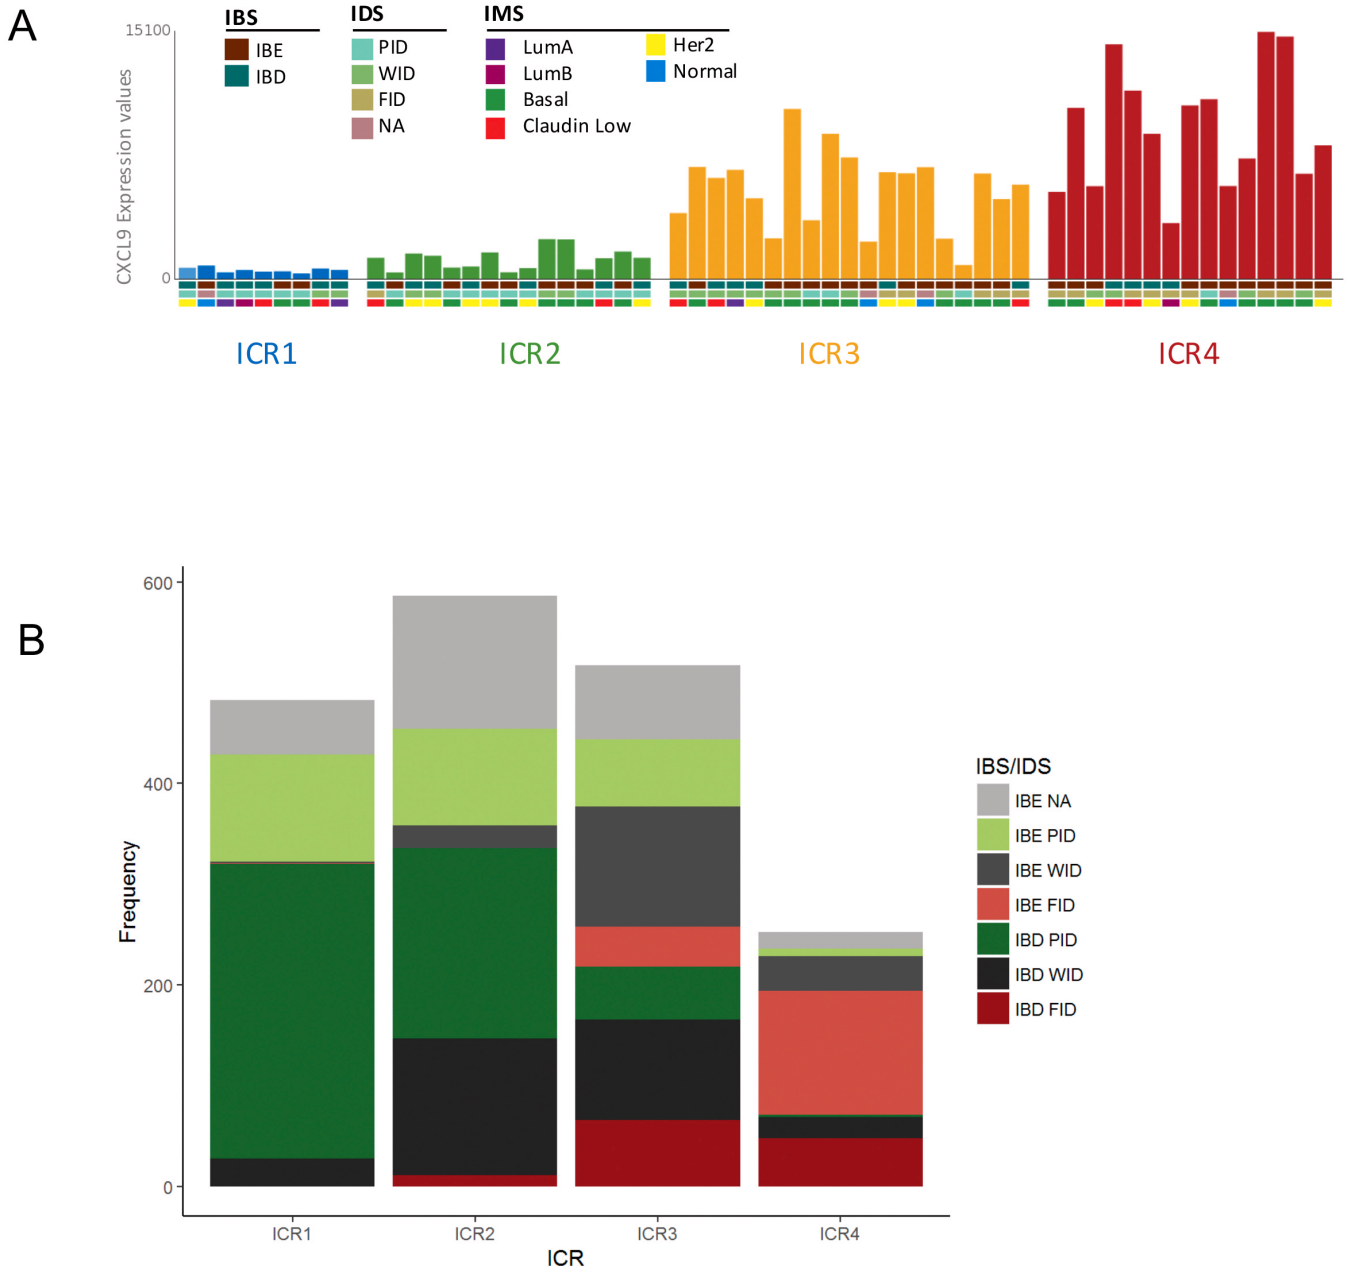 A
15100
CXCL9 Expression values
0
IBS
IBE
IBD
IDS
PID
WID
FID
NA
IMS
LumA
LumB
Basal
Claudin Low
Her2
Normal
ICR1
ICR2
ICR3
ICR4
B
600
400
200
0
Frequency
ICR1
ICR2
ICR3
ICR4
ICR
IBS/IDS
IBE NA
IBE PID
IBE WID
IBE FID
IBD PID
IBD WID
IBD FID